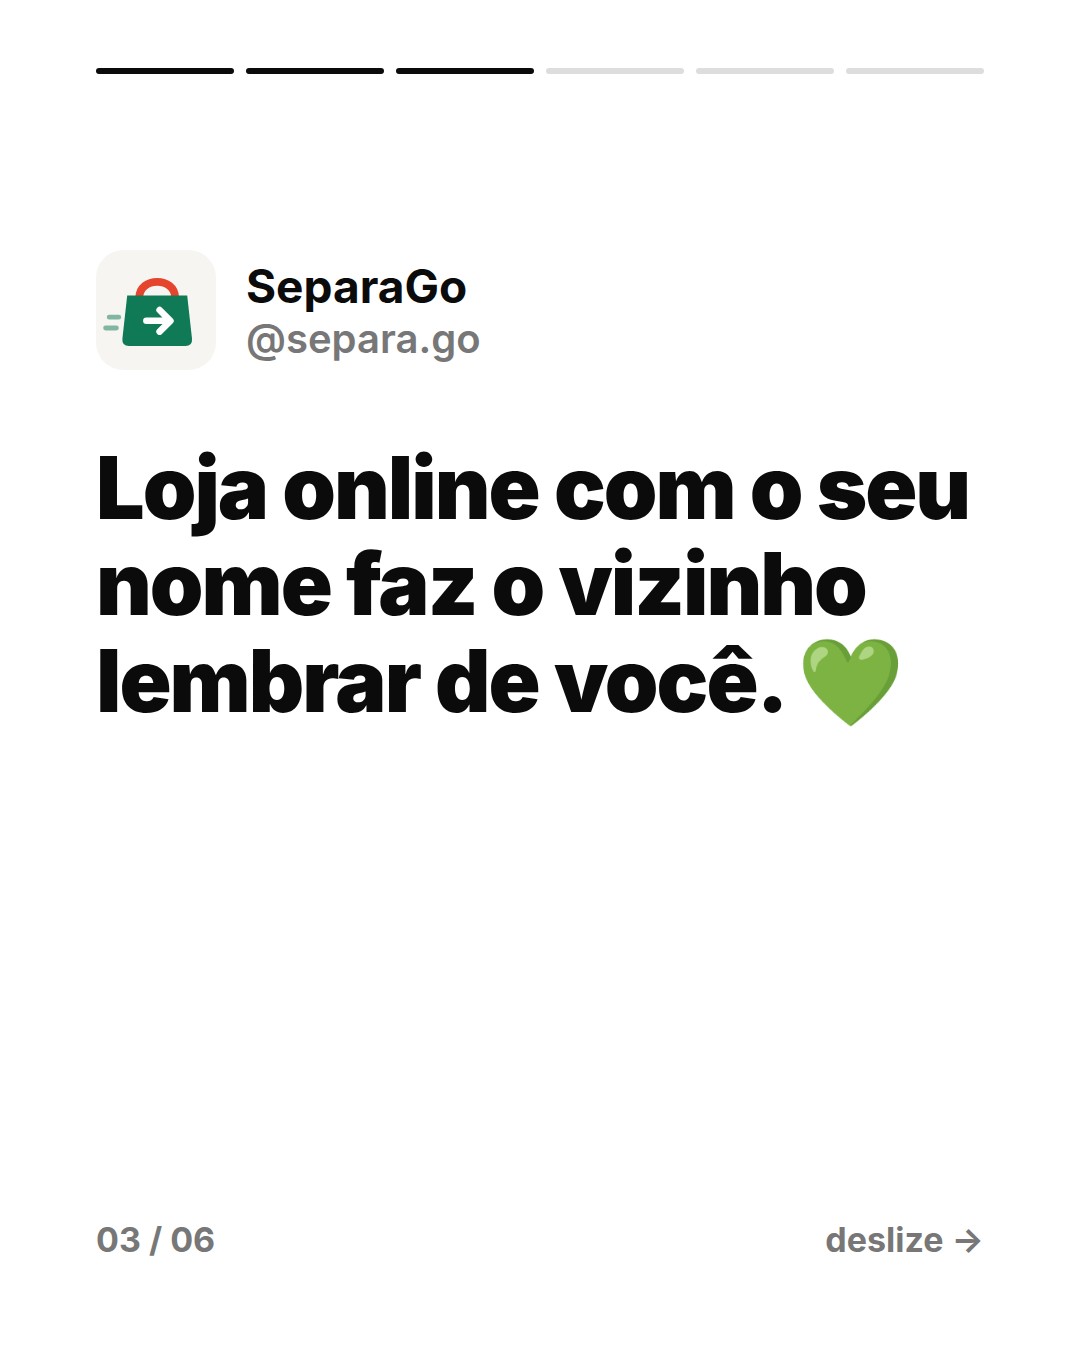 SeparaGo
@separa.go
Loja online com o seu
nome faz o vizinho
lembrar de você. 💚
03 / 06
deslize →